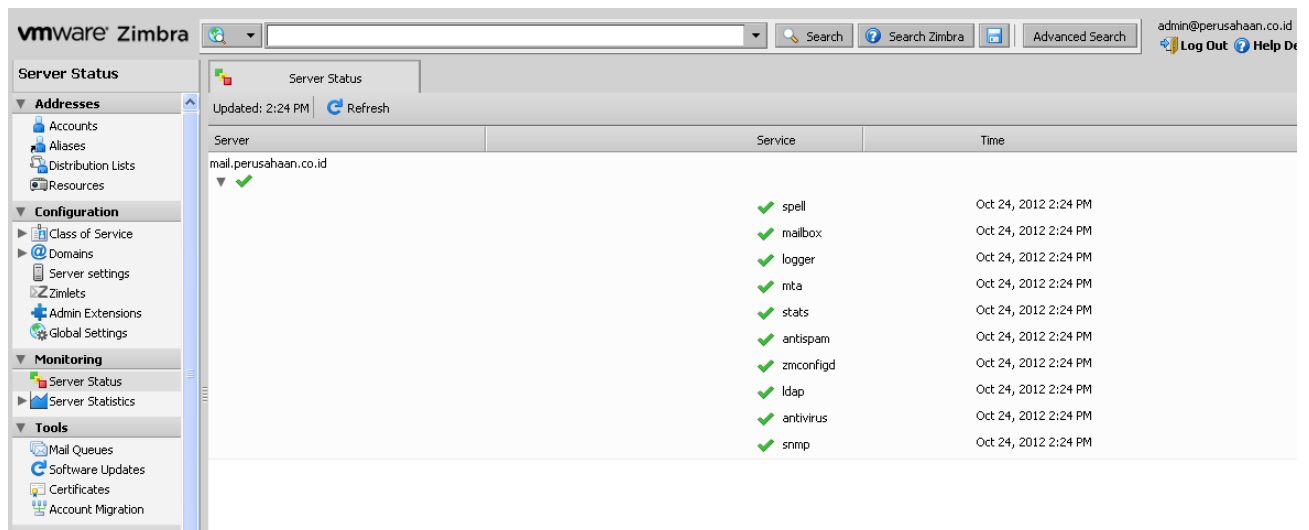 vmware Zimbra
Search
Search Zimbra
Advanced Search
admin@perusahaan.co.id
Log Out Help De
Server Status
Server Status
Addresses
Updated: 2:24 PM Refresh
Accounts
Aliases
Distribution Lists
Resources
Configuration
Class of Service
Domains
Server settings
Zimlets
Admin Extensions
Global Settings
Monitoring
Server Status
Server Statistics
Tools
Mail Queues
Software Updates
Certificates
Account Migration
Server Service Time
mail.perusahaan.co.id
spell Oct 24, 2012 2:24 PM
mailbox Oct 24, 2012 2:24 PM
logger Oct 24, 2012 2:24 PM
mta Oct 24, 2012 2:24 PM
stats Oct 24, 2012 2:24 PM
antispam Oct 24, 2012 2:24 PM
zmconfigd Oct 24, 2012 2:24 PM
ldap Oct 24, 2012 2:24 PM
antivirus Oct 24, 2012 2:24 PM
snmp Oct 24, 2012 2:24 PM